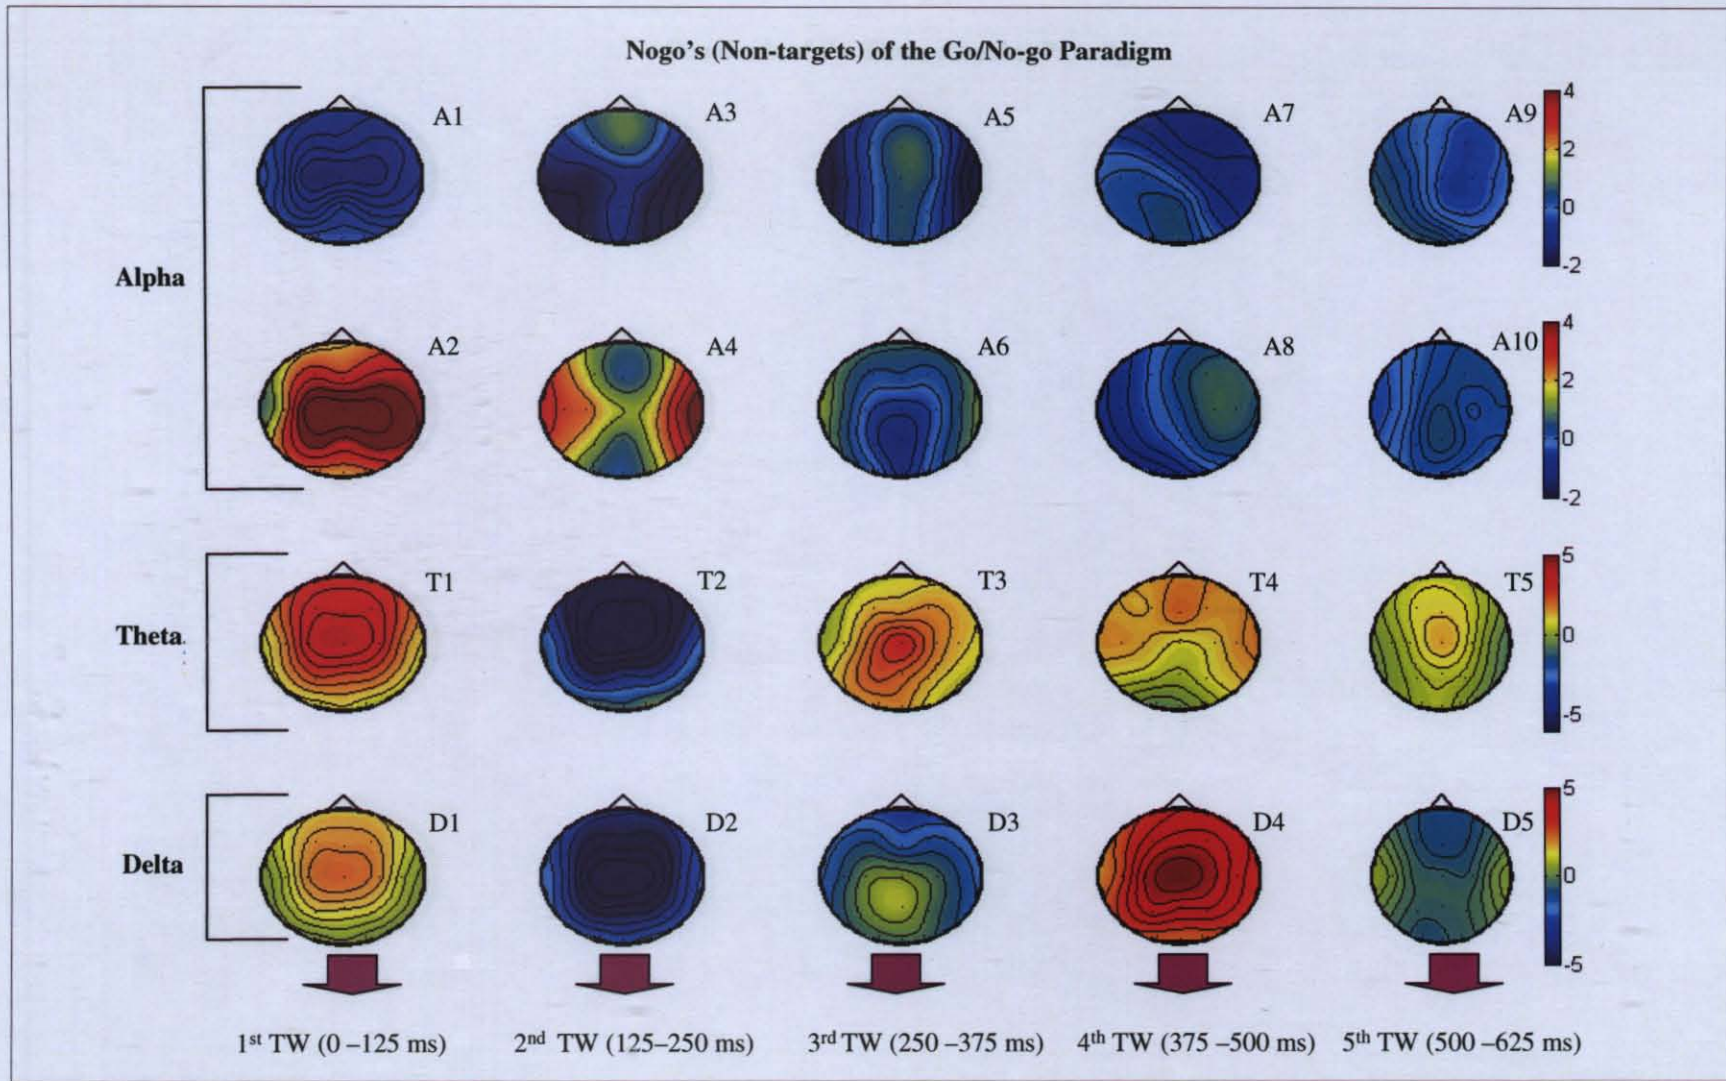 Nogo's (Non-targets) of the Go/No-go Paradigm
Alpha
A1 A3 A5 A7 A9
4
2
0
-2
A2 A4 A6 A8 A10
4
2
0
-2
Theta
T1 T2 T3 T4 T5
5
0
-5
Delta
D1 D2 D3 D4 D5
5
0
-5
1st TW (0 –125 ms) 2nd TW (125–250 ms) 3rd TW (250 –375 ms) 4th TW (375 –500 ms) 5th TW (500 –625 ms)